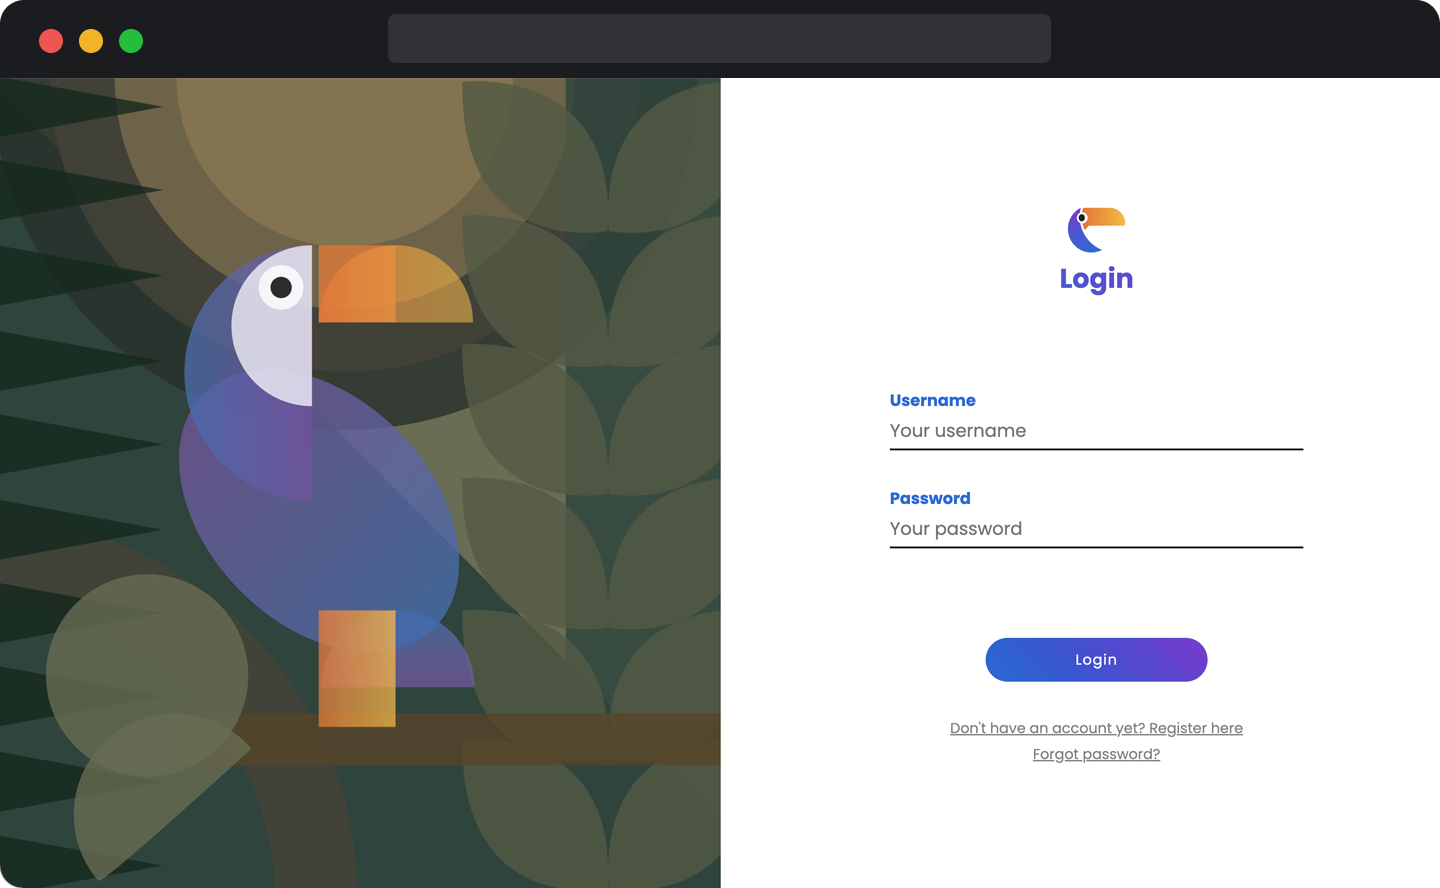 Login
Username
Your username
Password
Your password
Login
Don't have an account yet? Register here
Forgot password?